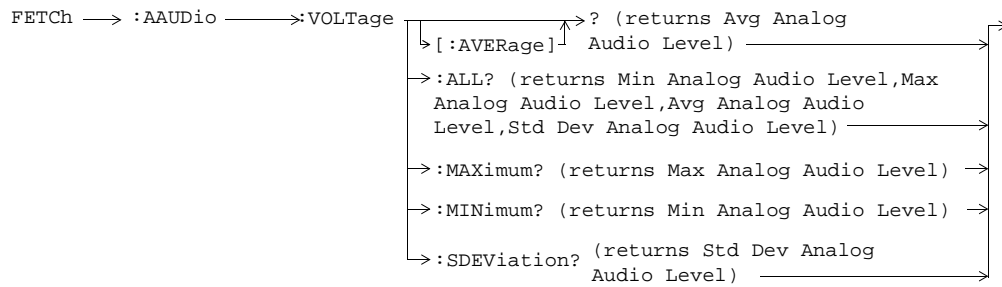 FETCh :AAUDio :VOLTage ? (returns Avg Analog
[:AVERage] Audio Level)
:ALL? (returns Min Analog Audio Level,Max
Analog Audio Level,Avg Analog Audio
Level,Std Dev Analog Audio Level)
:MAXimum? (returns Max Analog Audio Level)
:MINimum? (returns Min Analog Audio Level)
:SDEViation? (returns Std Dev Analog
Audio Level)